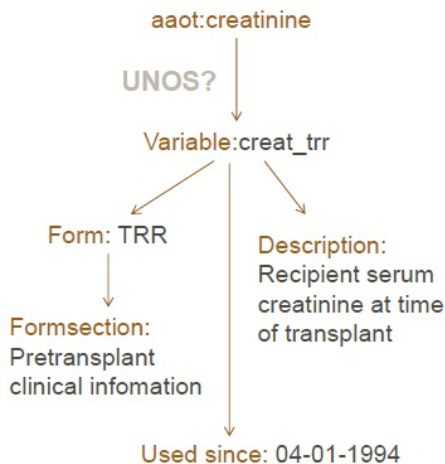 aaot:creatinine
UNOS?
Variable:creat_trr
Form: TRR
Description:
Recipient serum
creatinine at time
of transplant
Formsection:
Pretransplant
clinical infomation
Used since: 04-01-1994